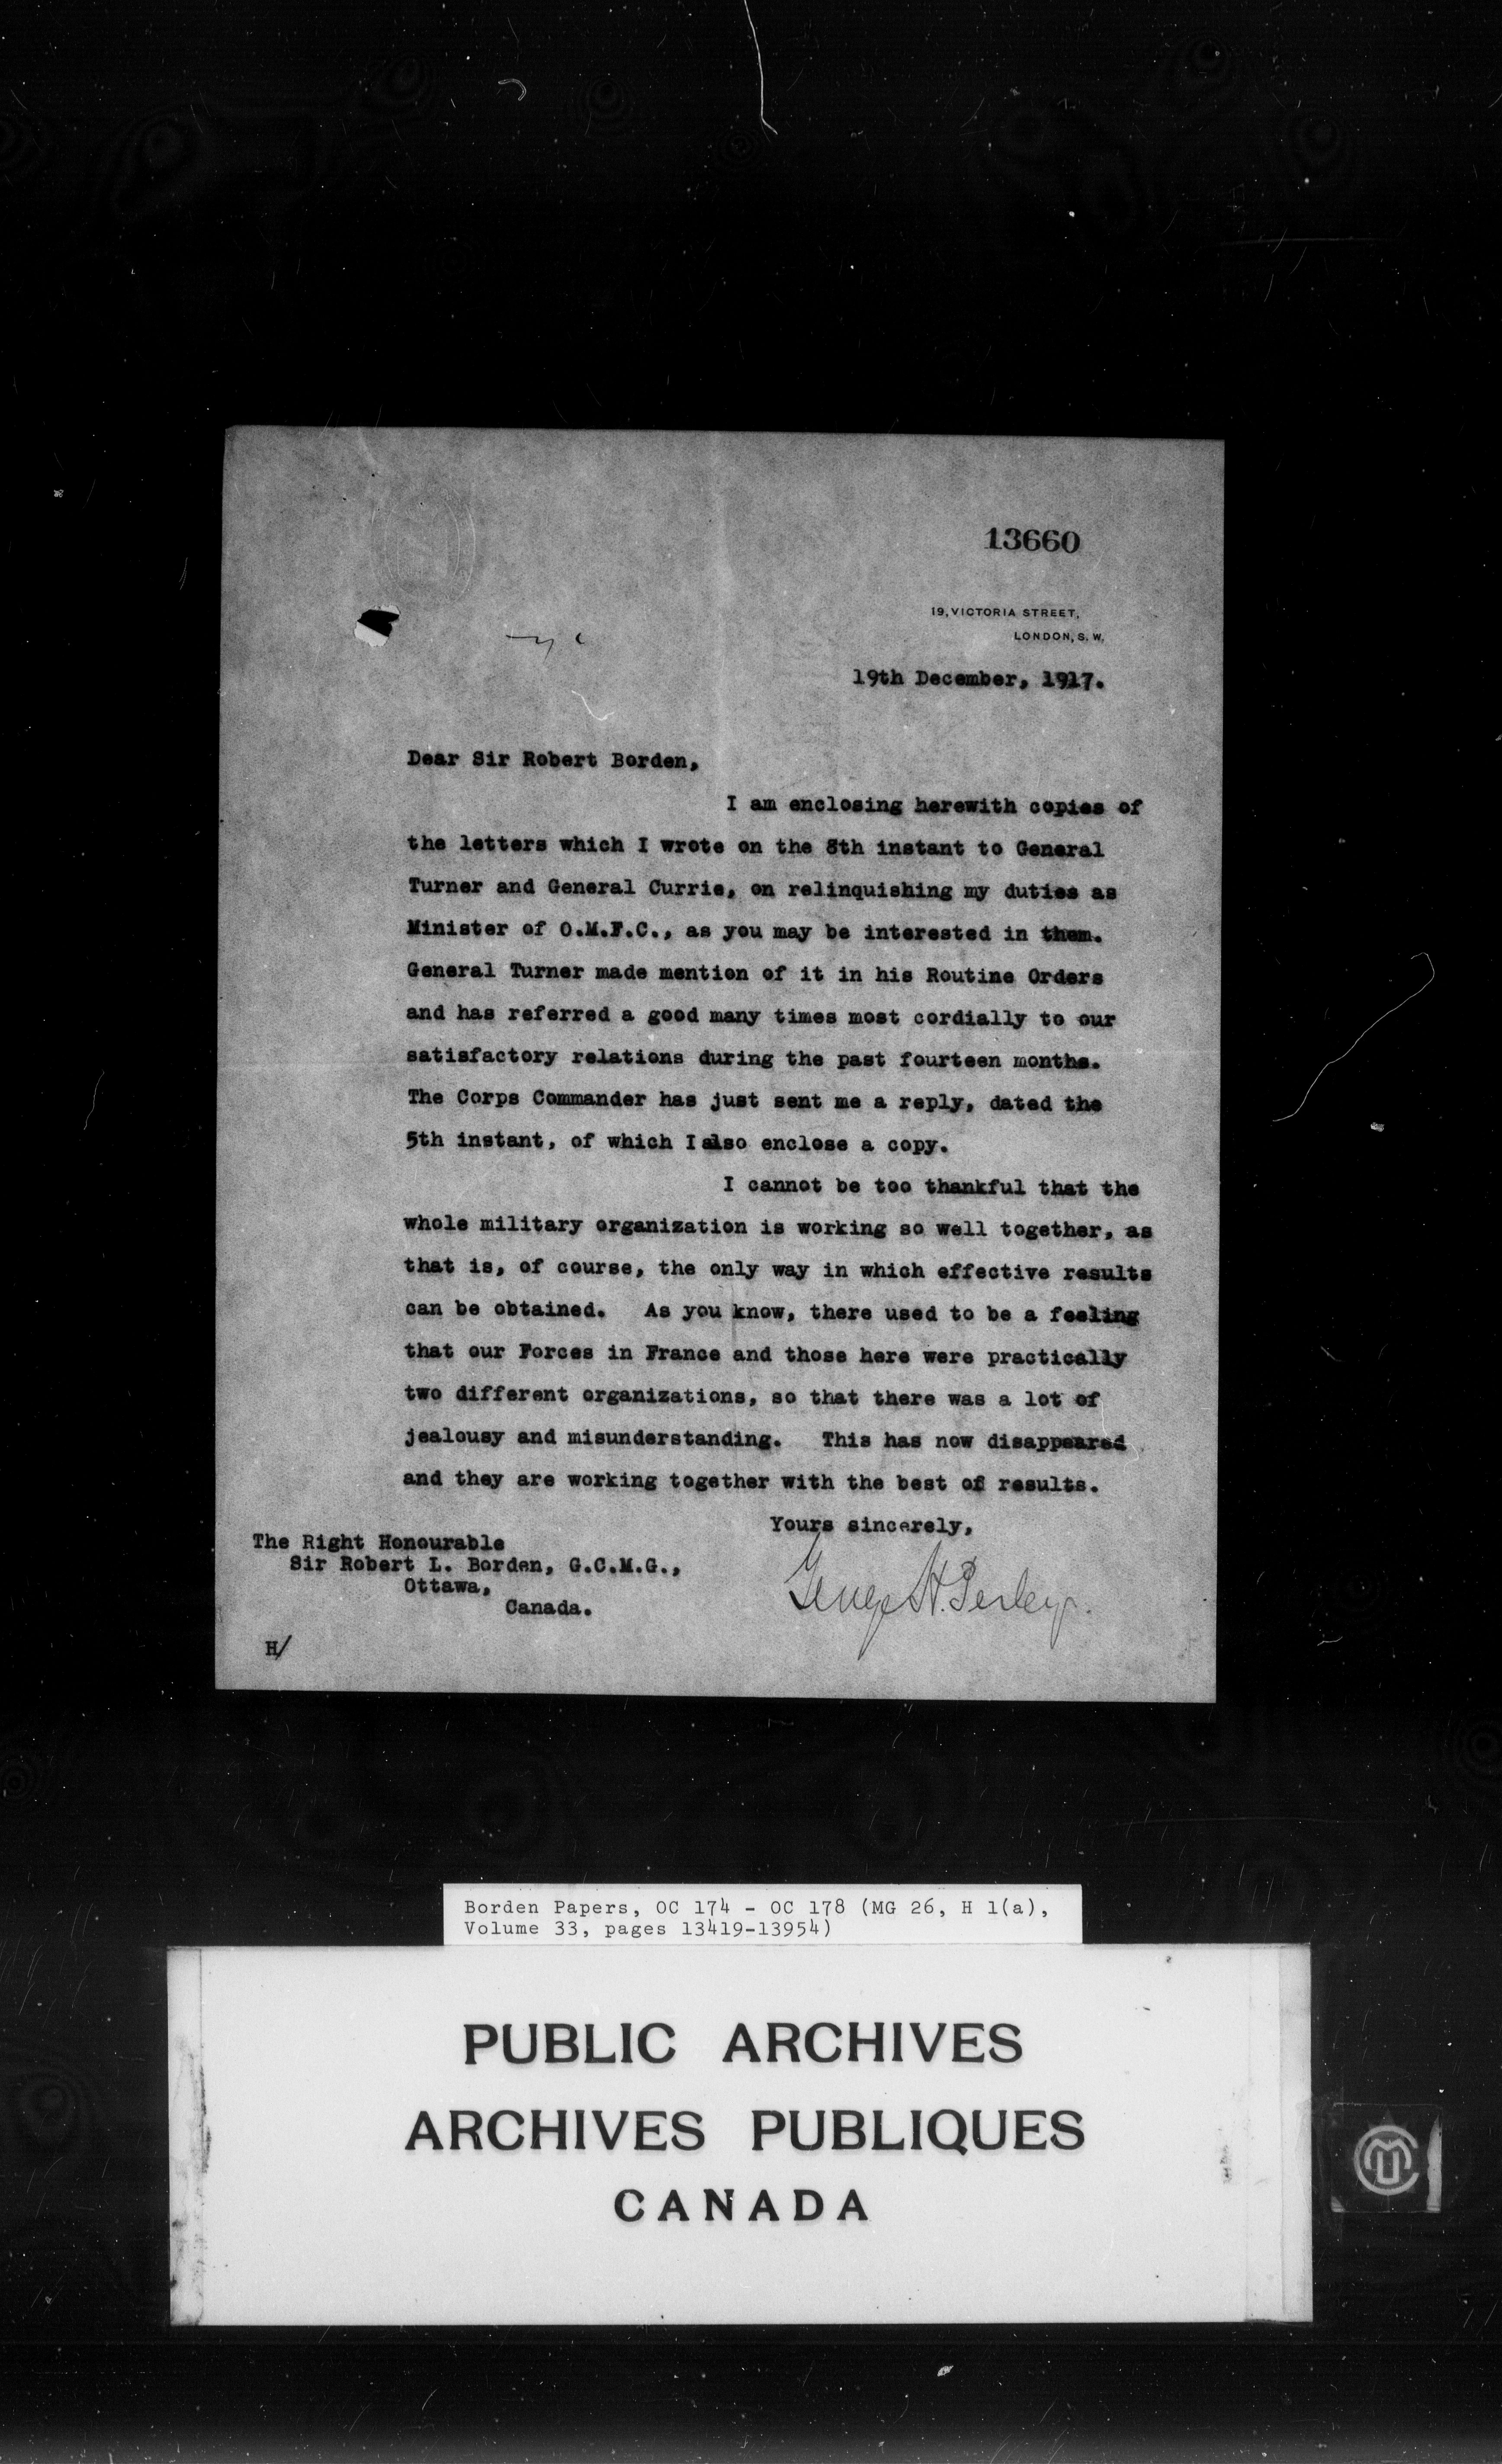 13660
19, VICTORIA STREET,
LONDON, S. W.
19th December, 1917.
Dear Sir Robert Borden,
I am enclosing herewith copies of
the letters which I wrote on the 8th instant to General
Turner and General Currie, on relinquishing my duties as
Minister of O.M.F.C., as you may be interested in them.
General Turner made mention of it in his Routine Orders
and has referred a good many times most cordially to our
satisfactory relations during the past fourteen months.
The Corps Commander has just sent me a reply, dated the
5th instant, of which I also enclose a copy.
I cannot be too thankful that the
whole military organization is working so well together, as
that is, of course, the only way in which effective results
can be obtained. As you know, there used to be a feeling
that our Forces in France and those here were practically
two different organizations, so that there was a lot of
jealousy and misunderstanding. This has now disappeared
and they are working together with the best of results.
Yours sincerely,
George H. Perley.
The Right Honourable
Sir Robert L. Borden, G.C.M.G.,
Ottawa,
Canada.
H/
Borden Papers, OC 174 - OC 178 (MG 26, H 1(a),
Volume 33, pages 13419-13954)
PUBLIC ARCHIVES
ARCHIVES PUBLIQUES
CANADA